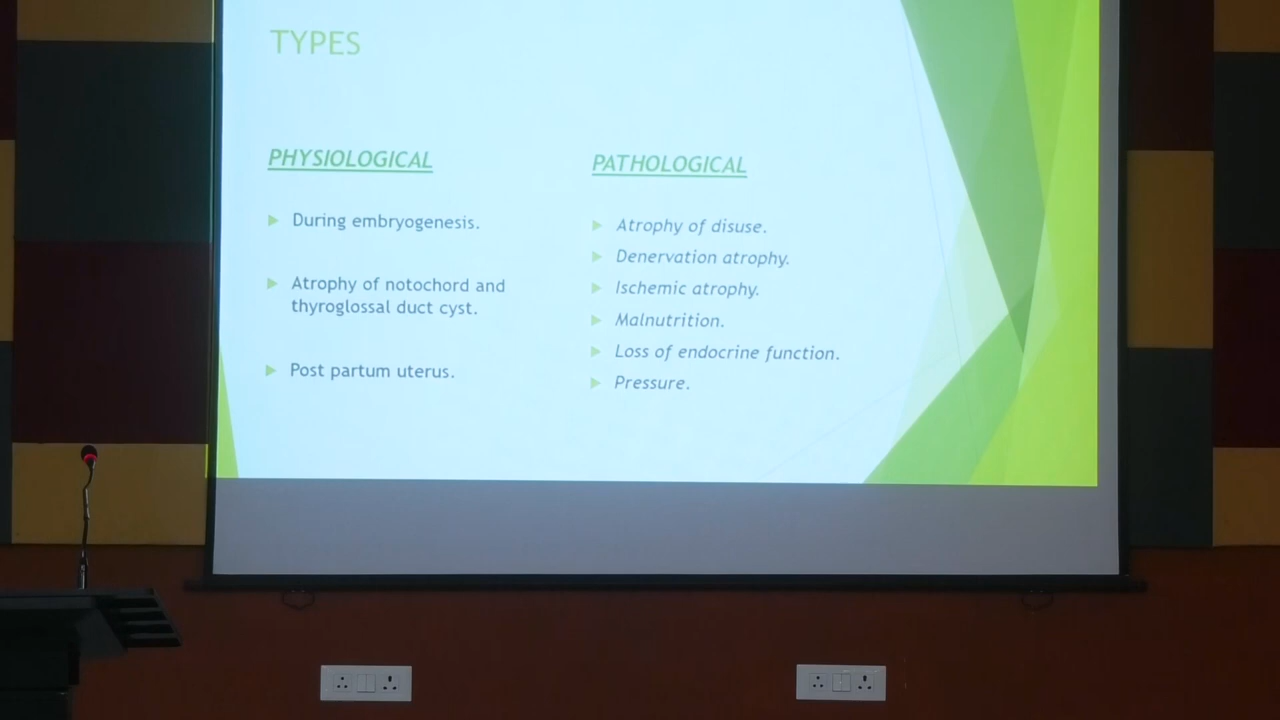 TYPES
PHYSIOLOGICAL
During embryogenesis.
Atrophy of notochord and
thyroglossal duct cyst.
Post partum uterus.
PATHOLOGICAL
Atrophy of disuse.
Denervation atrophy.
Ischemic atrophy.
Malnutrition.
Loss of endocrine function.
Pressure.